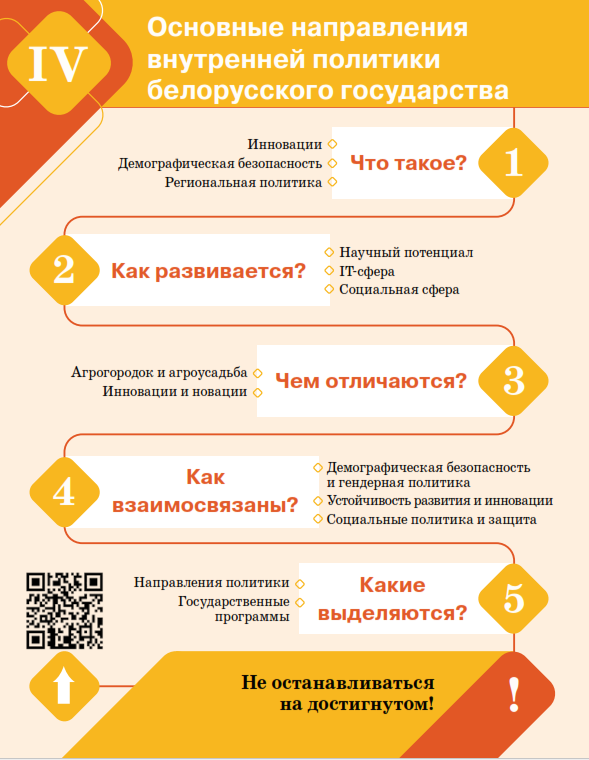 IV
Основные направления
внутренней политики
белорусского государства
Инновации
Демографическая безопасность
Региональная политика
Что такое?
1
2
Как развивается?
Научный потенциал
IT-сфера
Социальная сфера
Агрогородок и агроусадьба
Инновации и новации
Чем отличаются?
3
4
Как
взаимосвязаны?
Демографическая безопасность
и гендерная политика
Устойчивость развития и инновации
Социальные политика и защита
Направления политики
Государственные
программы
Какие
выделяются?
5
Не останавливаться
на достигнутом!
!